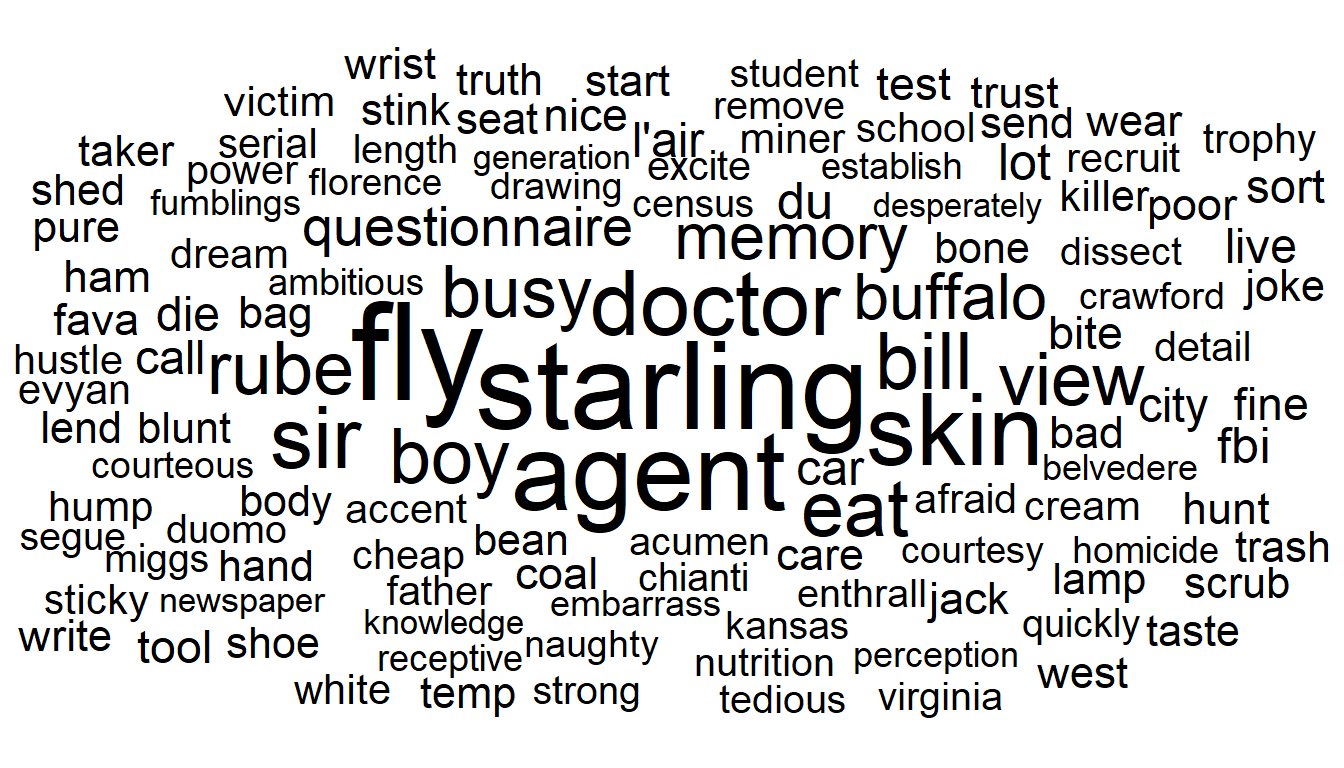 wrist truth start student test trust
victim stink seat nice remove
taker serial length generation l'air miner school send wear trophy
shed power florence drawing excite establish lot recruit
pure fumblings questionnaire census du desperately killer poor sort
dream memory bone dissect live
ham ambitious busy doctor buffalo crawford joke
fava die bag fly bill bite detail
hustle call rube starling view
evyan skin city fine
lend blunt sir boy agent car bad fbi
courteous belvedere
hump body accent eat afraid cream hunt
segue duomo bean acumen courtesy homicide trash
miggs hand cheap coal chianti care lamp scrub
sticky newspaper father embarrass enthrall jack
write tool shoe knowledge naughty kansas quickly taste
receptive nutrition perception
white temp strong tedious virginia west